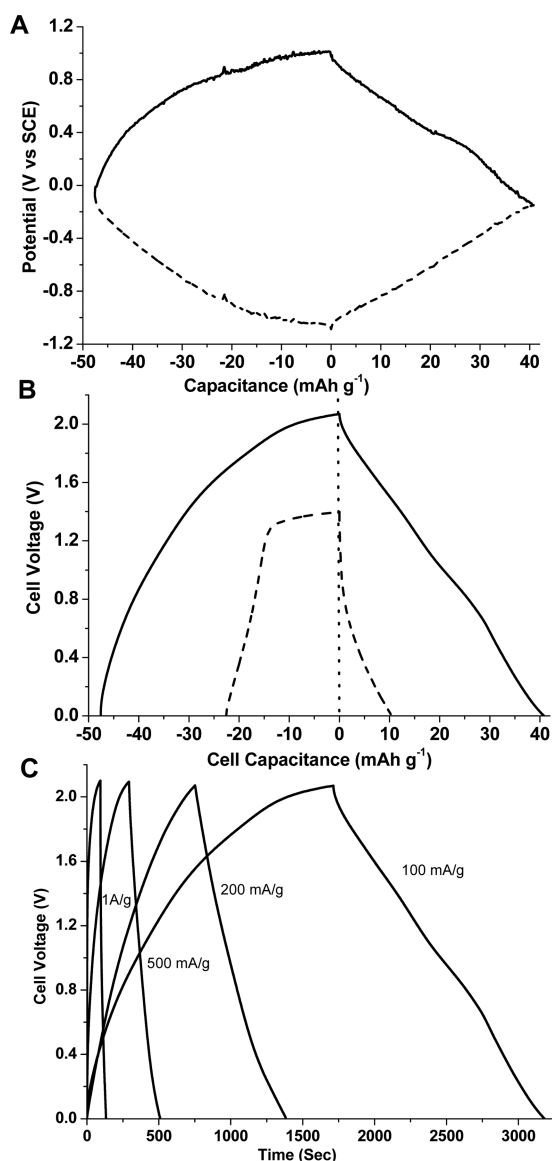 A
1.2
0.8
0.4
0.0
-0.4
-0.8
-1.2
Potential (V vs SCE)
-50 -40 -30 -20 -10 0 10 20 30 40
Capacitance (mAh g⁻¹)
B
2.0
1.6
1.2
0.8
0.4
0.0
Cell Voltage (V)
-50 -40 -30 -20 -10 0 10 20 30 40
Cell Capacitance (mAh g⁻¹)
C
2.0
1.6
1.2
0.8
0.4
0.0
Cell Voltage (V)
100 mA/g
200 mA/g
1A/g
500 mA/g
0 500 1000 1500 2000 2500 3000
Time (Sec)